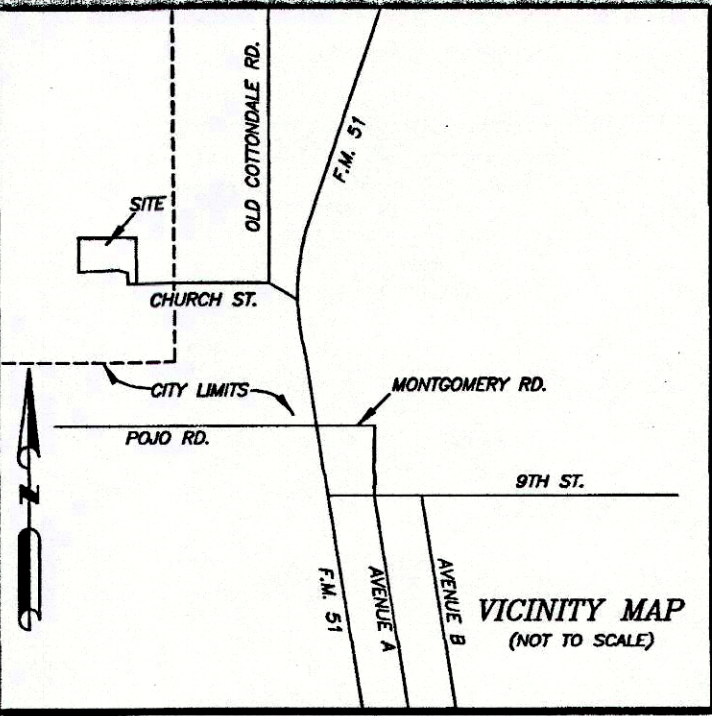 OLD COTTONDALE RD.
F.M. 51
SITE
CHURCH ST.
CITY LIMITS
MONTGOMERY RD.
POJO RD.
N
9TH ST.
F.M. 51
AVENUE A
AVENUE B
VICINITY MAP
(NOT TO SCALE)